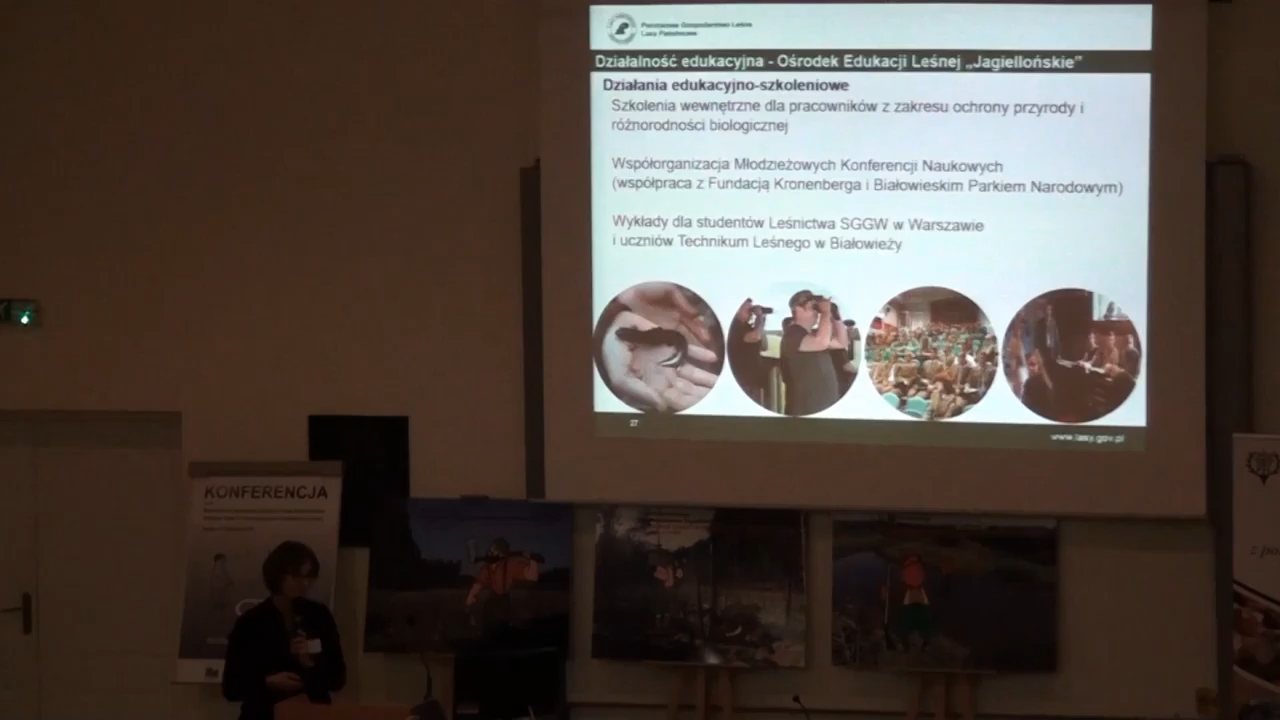 Państwowe Gospodarstwo Leśne
Lasy Państwowe
Działalność edukacyjna - Ośrodek Edukacji Leśnej „Jagiellońskie”
Działania edukacyjno-szkoleniowe
Szkolenia wewnętrzne dla pracowników z zakresu ochrony przyrody i
różnorodności biologicznej
Współorganizacja Młodzieżowych Konferencji Naukowych
(współpraca z Fundacją Kronenberga i Białowieskim Parkiem Narodowym)
Wykłady dla studentów Leśnictwa SGGW w Warszawie
i uczniów Technikum Leśnego w Białowieży
27
www.lasy.gov.pl
KONFERENCJA